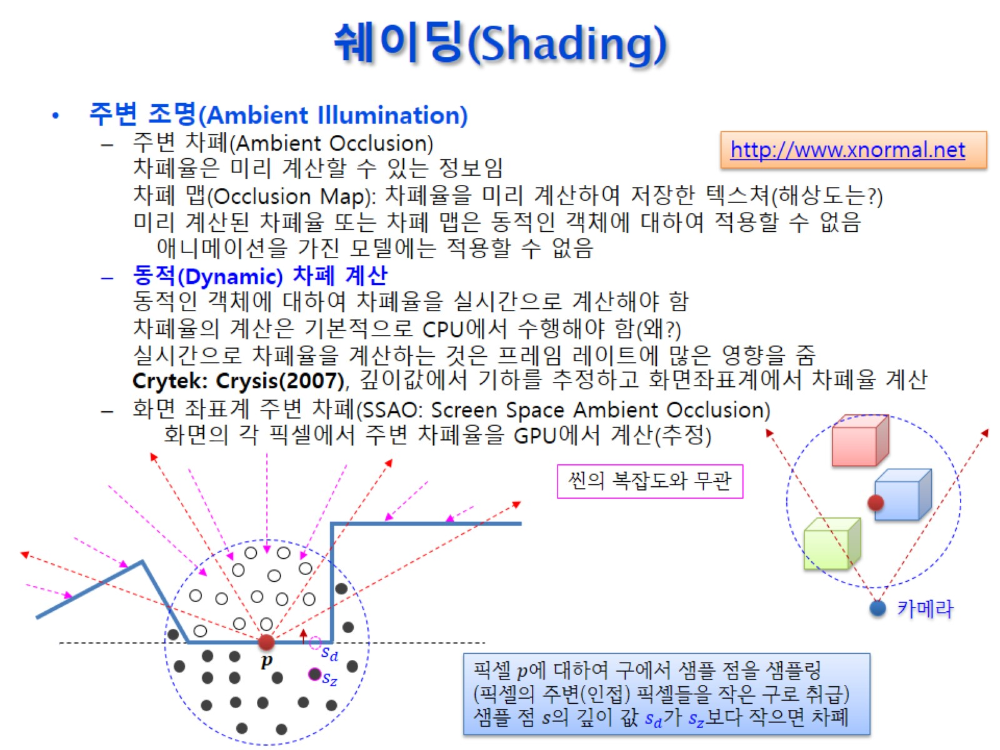 쉐이딩(Shading)
• 주변 조명(Ambient Illumination)
– 주변 차폐(Ambient Occlusion)
http://www.xnormal.net
차폐율은 미리 계산할 수 있는 정보임
차폐 맵(Occlusion Map): 차폐율을 미리 계산하여 저장한 텍스쳐(해상도는?)
미리 계산된 차폐율 또는 차폐 맵은 동적인 객체에 대하여 적용할 수 없음
애니메이션을 가진 모델에는 적용할 수 없음
– 동적(Dynamic) 차폐 계산
동적인 객체에 대하여 차폐율을 실시간으로 계산해야 함
차폐율의 계산은 기본적으로 CPU에서 수행해야 함(왜?)
실시간으로 차폐율을 계산하는 것은 프레임 레이트에 많은 영향을 줌
Crytek: Crysis(2007), 깊이값에서 기하를 추정하고 화면좌표계에서 차폐율 계산
– 화면 좌표계 주변 차폐(SSAO: Screen Space Ambient Occlusion)
화면의 각 픽셀에서 주변 차폐율을 GPU에서 계산(추정)
씬의 복잡도와 무관
카메라
p
s_d
s_z
픽셀 p에 대하여 구에서 샘플 점을 샘플링
(픽셀의 주변(인접) 픽셀들을 작은 구로 취급)
샘플 점 s의 깊이 값 s_d가 s_z보다 작으면 차폐